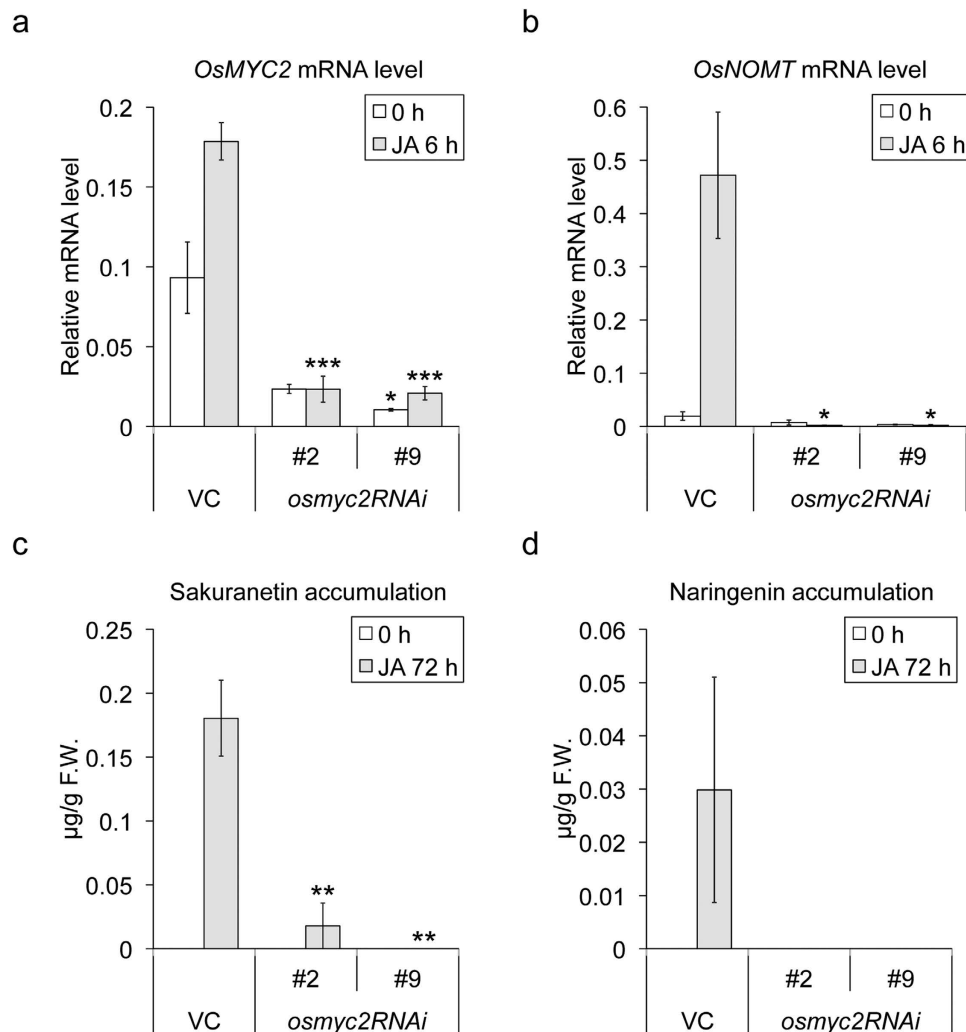 a
OsMYC2 mRNA level
0 h
JA 6 h
Relative mRNA level
0.2
0.15
0.1
0.05
0
***
*
***
#2
#9
VC
osmyc2RNAi
b
OsNOMT mRNA level
0 h
JA 6 h
Relative mRNA level
0.6
0.5
0.4
0.3
0.2
0.1
0
*
*
#2
#9
VC
osmyc2RNAi
c
Sakuranetin accumulation
0 h
JA 72 h
µg/g F.W.
0.25
0.2
0.15
0.1
0.05
0
**
**
#2
#9
VC
osmyc2RNAi
d
Naringenin accumulation
0 h
JA 72 h
µg/g F.W.
0.06
0.05
0.04
0.03
0.02
0.01
0
#2
#9
VC
osmyc2RNAi